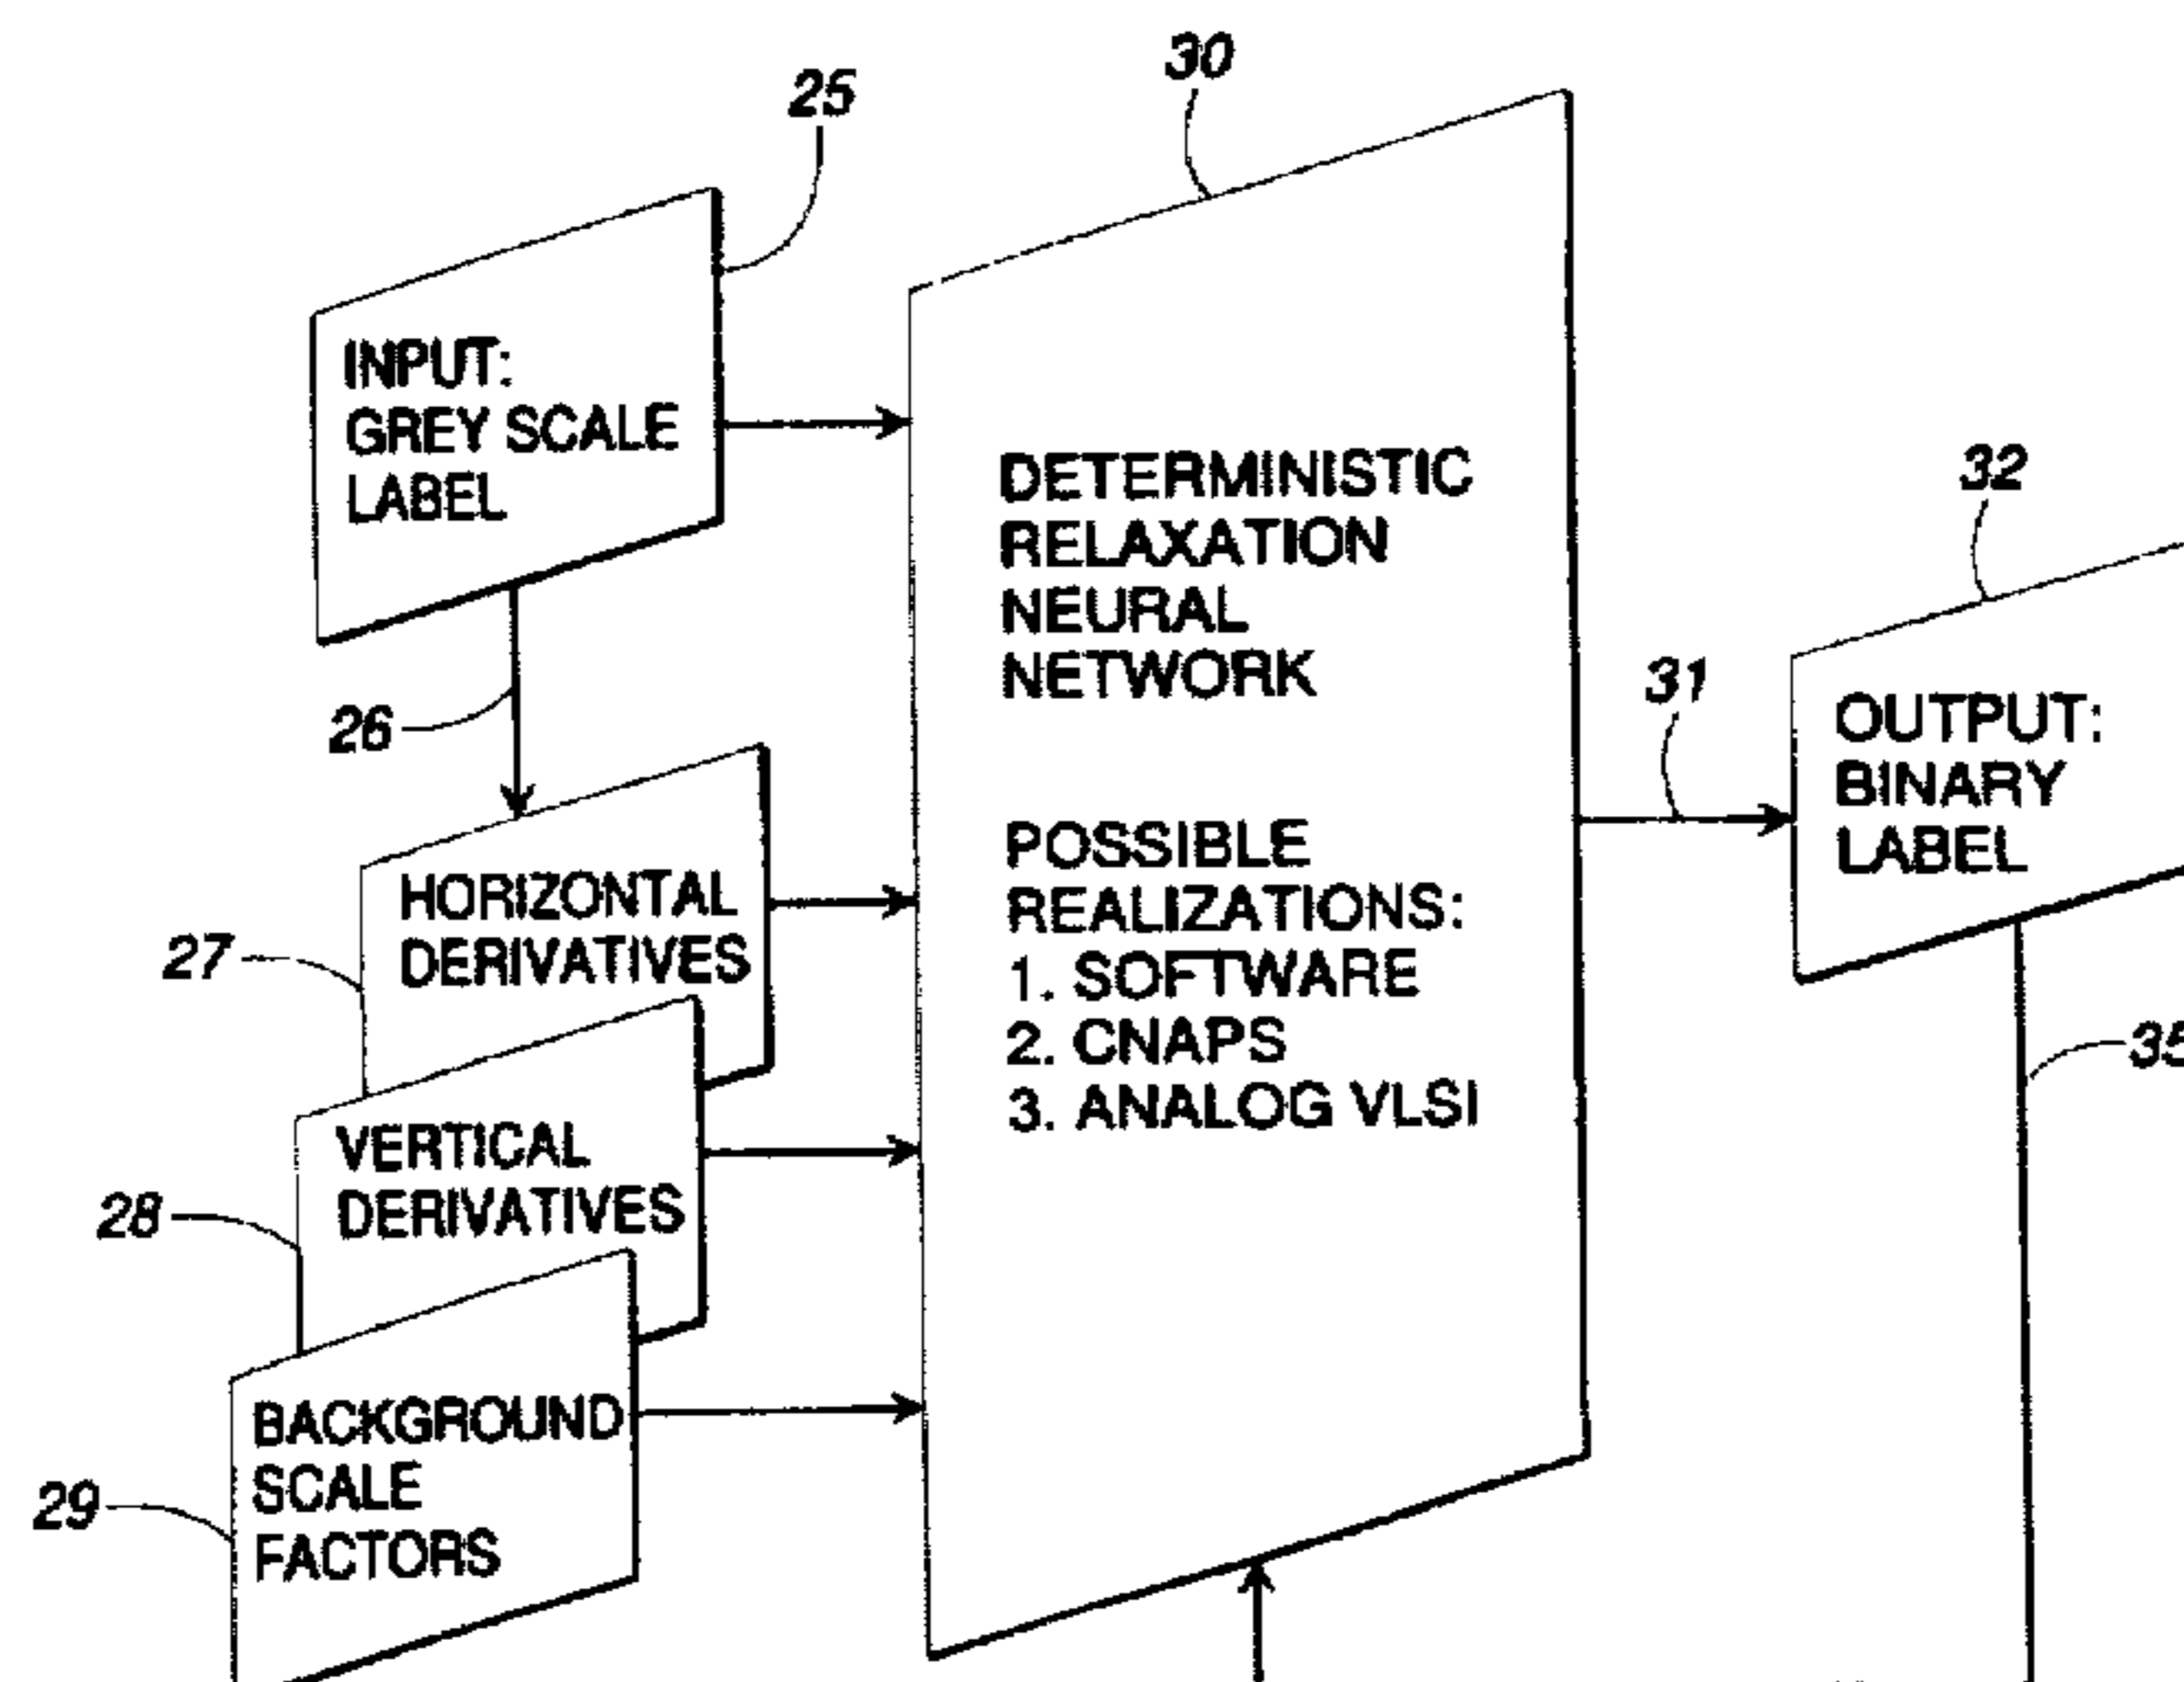 30
25
INPUT:
GREY SCALE
LABEL
26
HORIZONTAL
DERIVATIVES
27
VERTICAL
DERIVATIVES
28
BACKGROUND
SCALE
FACTORS
29
DETERMINISTIC
RELAXATION
NEURAL
NETWORK
POSSIBLE
REALIZATIONS:
1. SOFTWARE
2. CNAPS
3. ANALOG VLSI
31
32
OUTPUT:
BINARY
LABEL
35